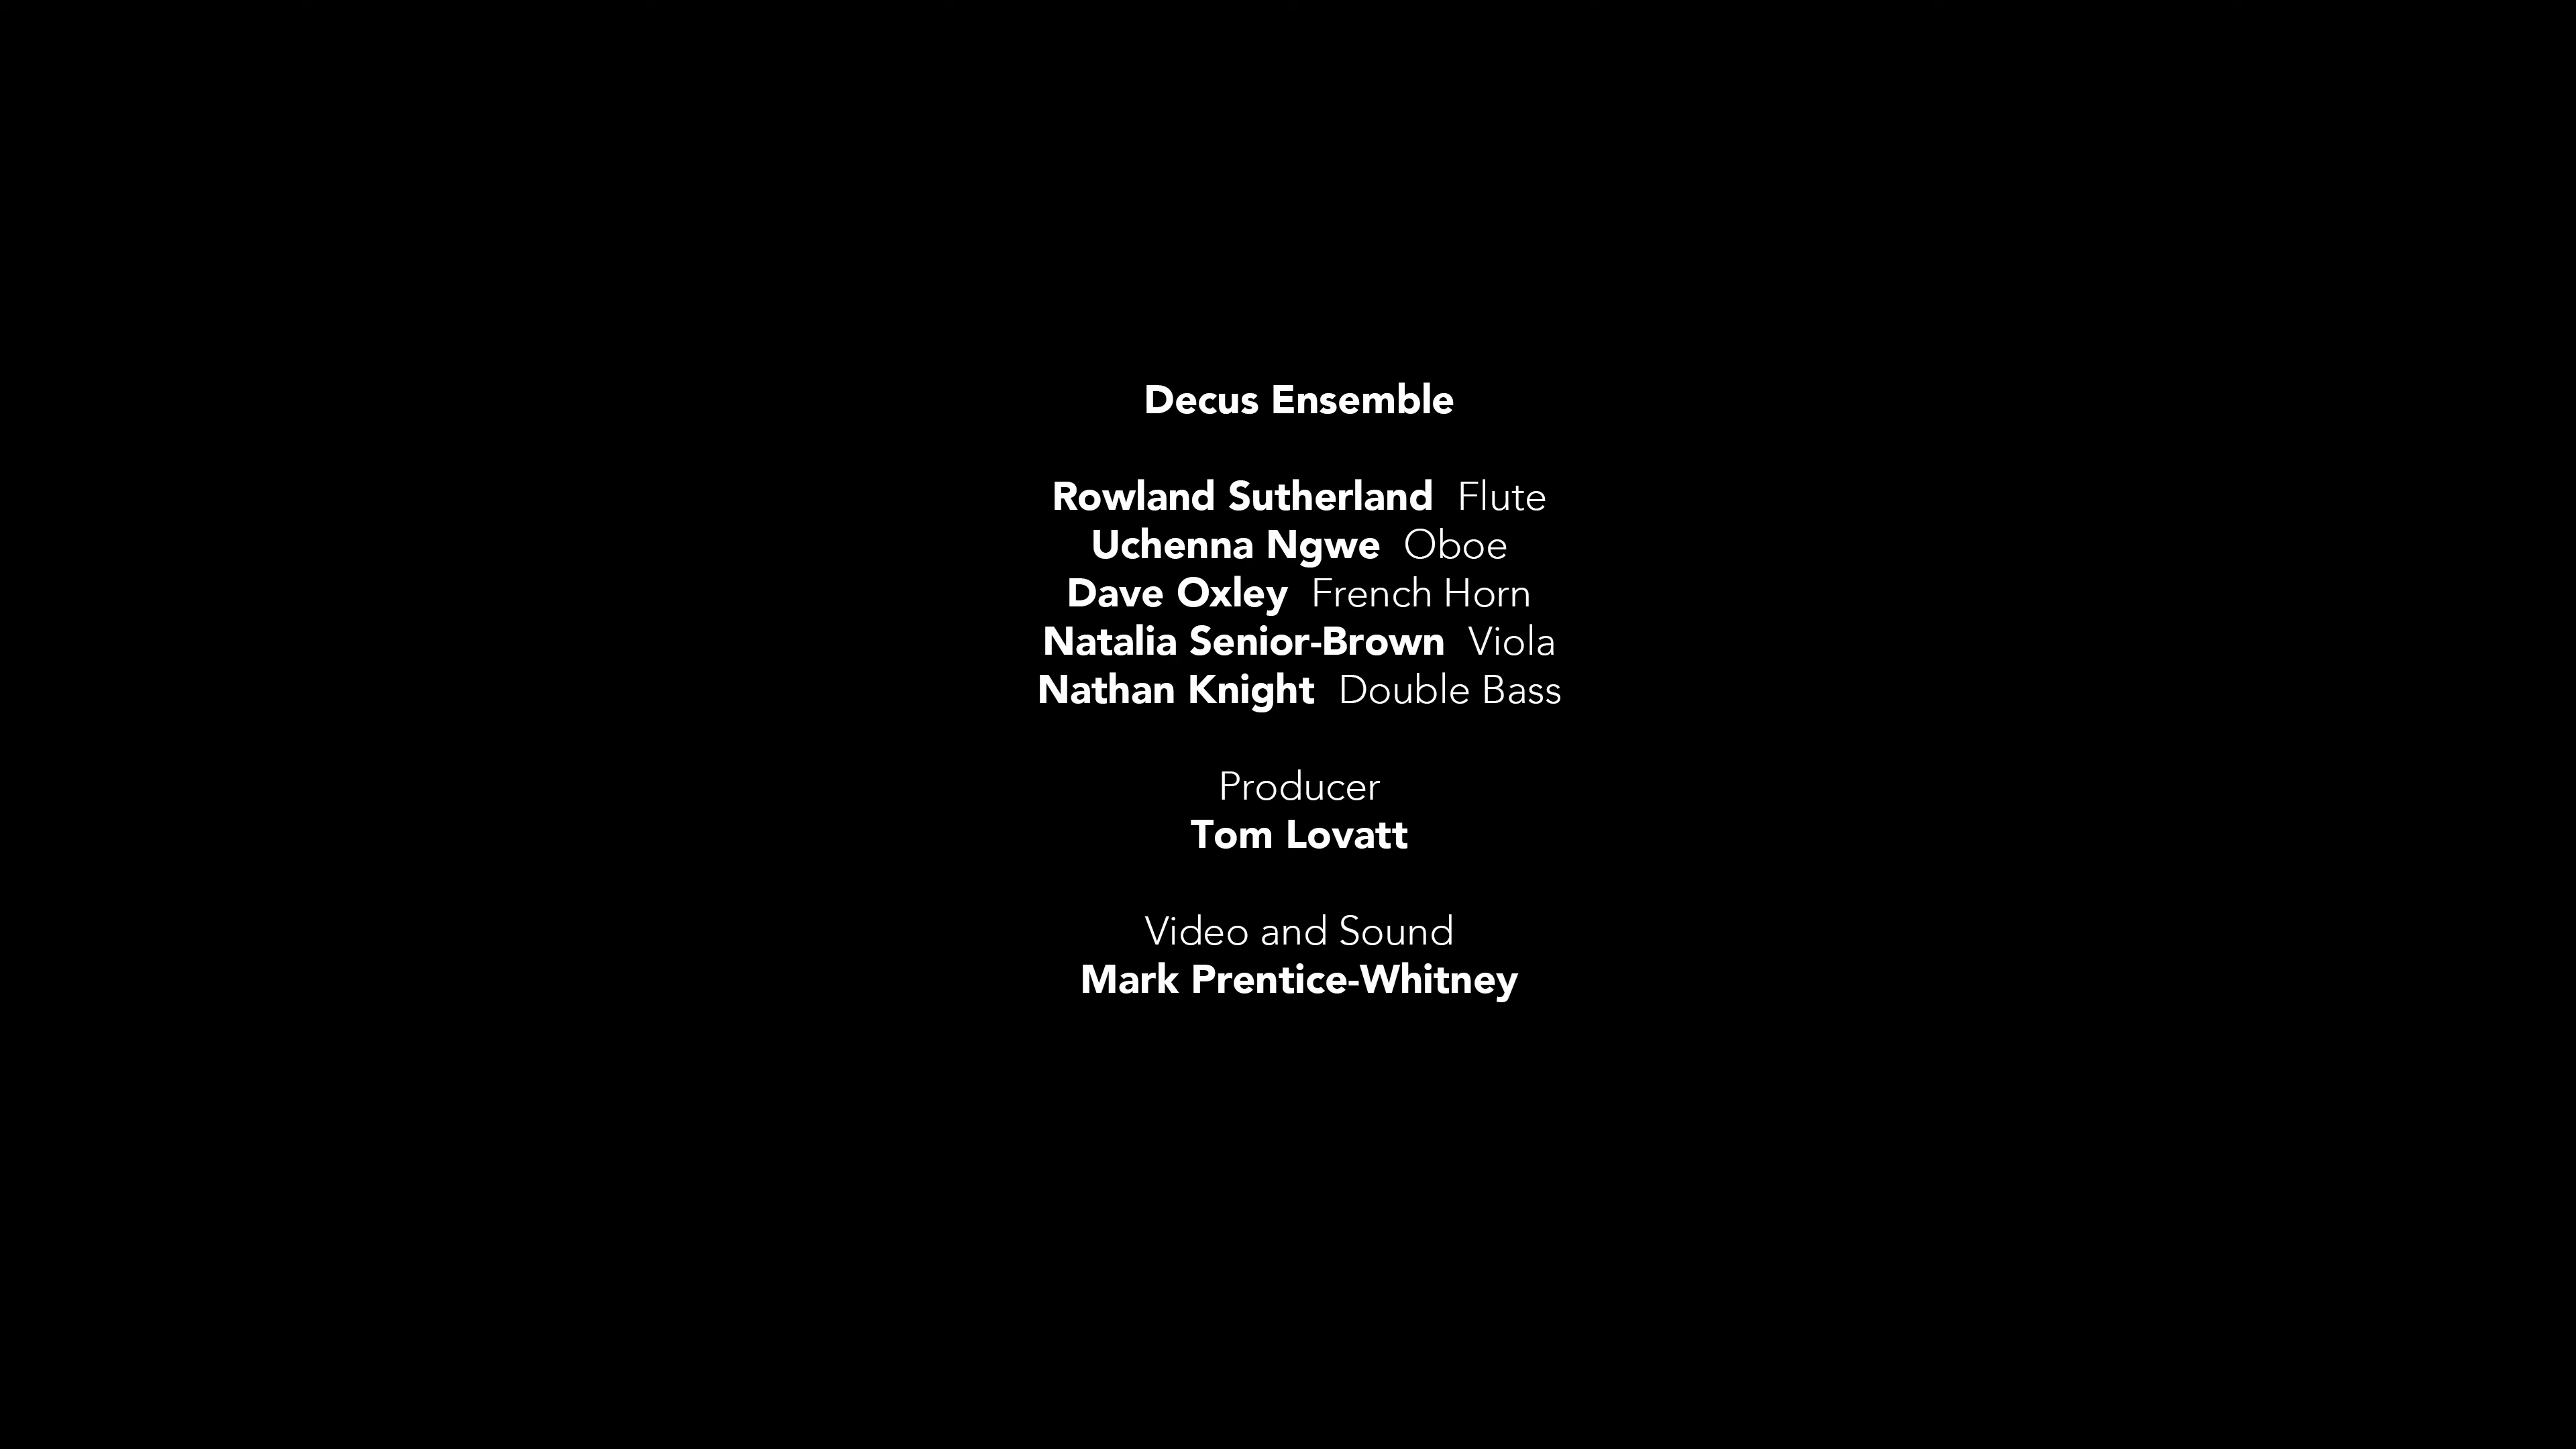 Decus Ensemble
Rowland Sutherland Flute
Uchenna Ngwe Oboe
Dave Oxley French Horn
Natalia Senior-Brown Viola
Nathan Knight Double Bass
Producer
Tom Lovatt
Video and Sound
Mark Prentice-Whitney